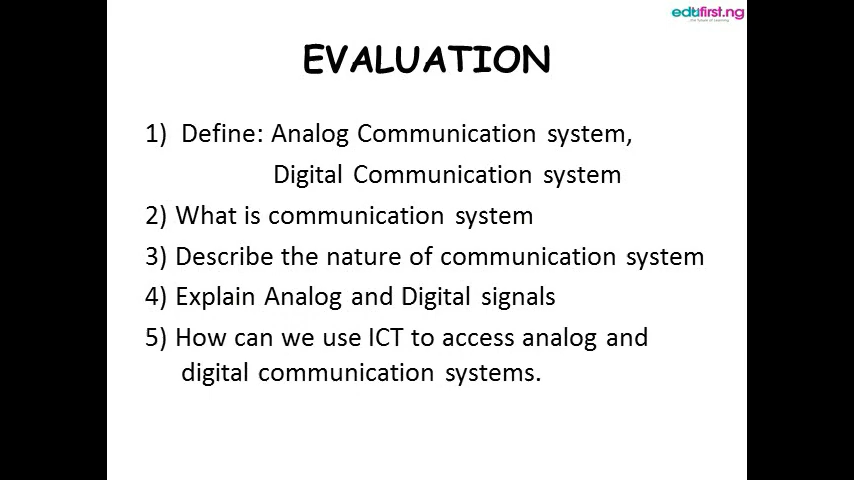 edufirst.ng
EVALUATION
1) Define: Analog Communication system,
Digital Communication system
2) What is communication system
3) Describe the nature of communication system
4) Explain Analog and Digital signals
5) How can we use ICT to access analog and
digital communication systems.